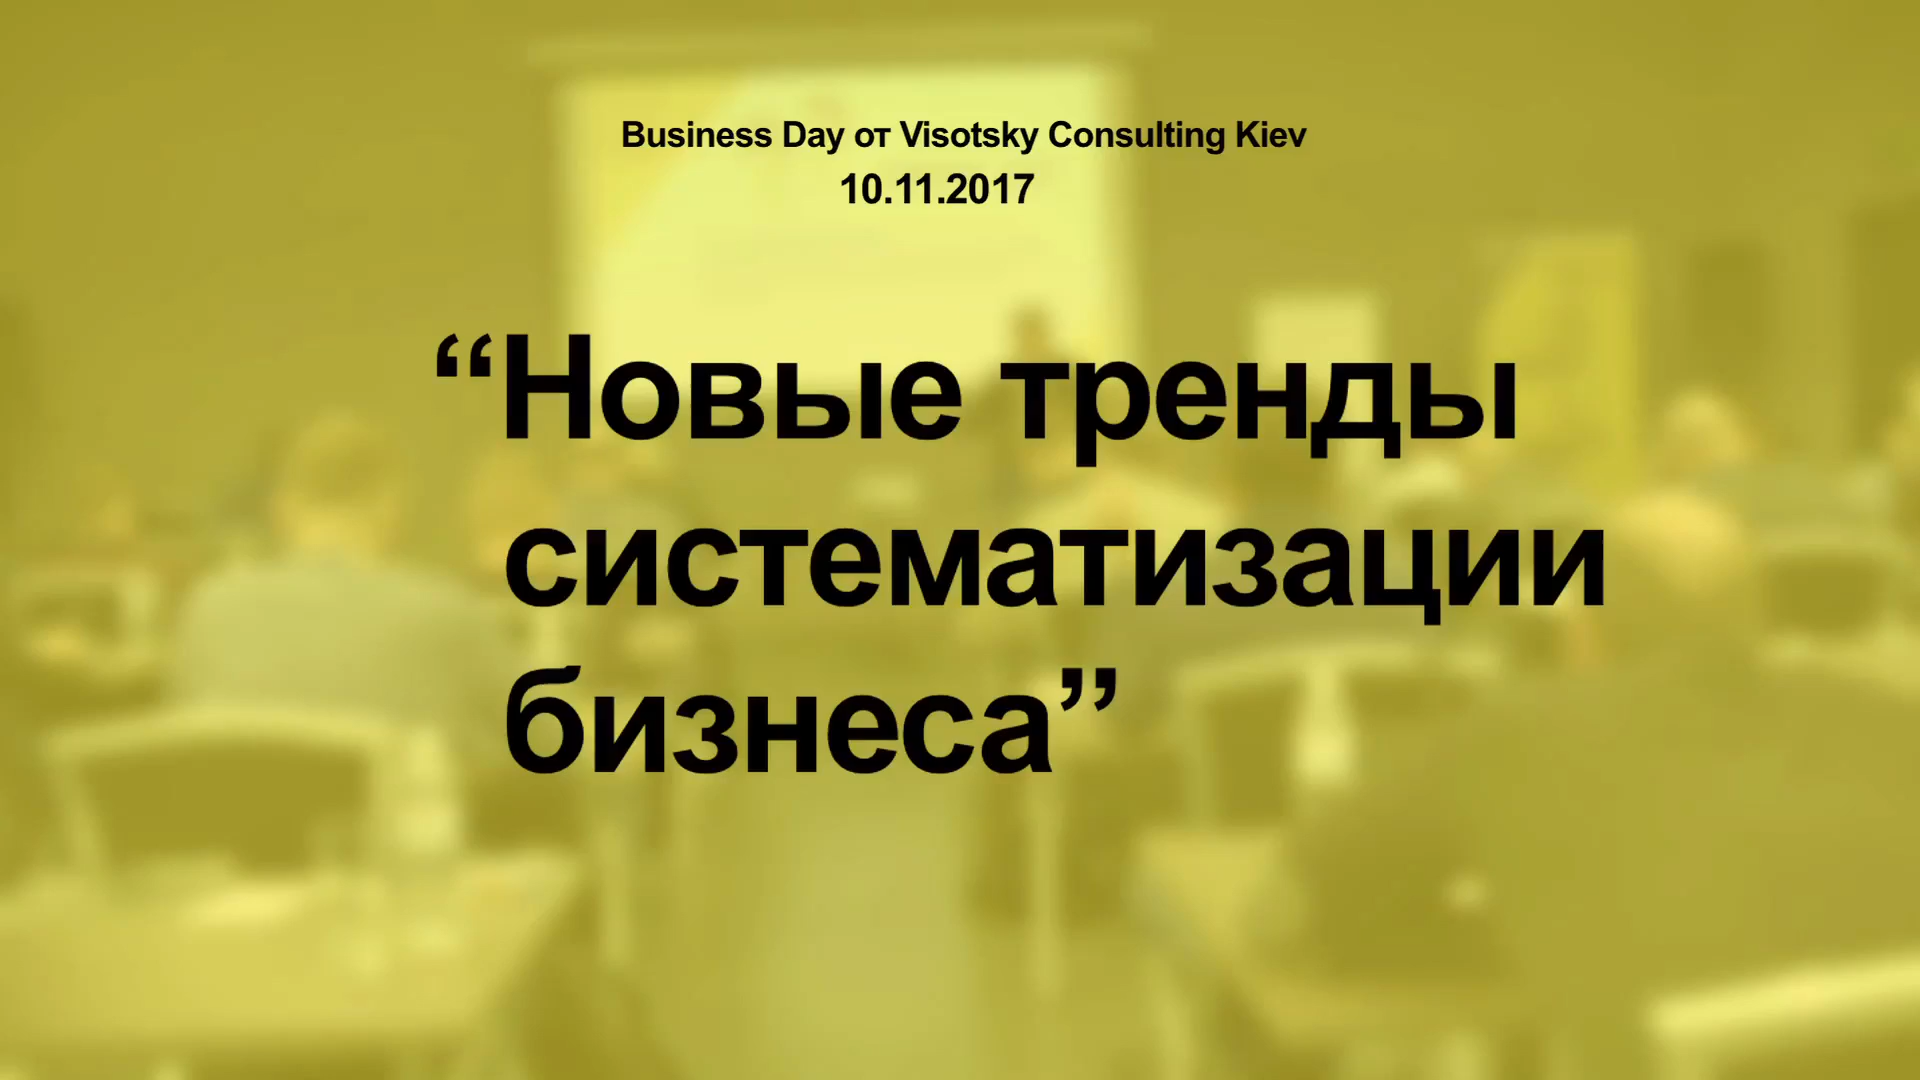 Business Day от Visotsky Consulting Kiev
10.11.2017
“Новые тренды
систематизации
бизнеса”